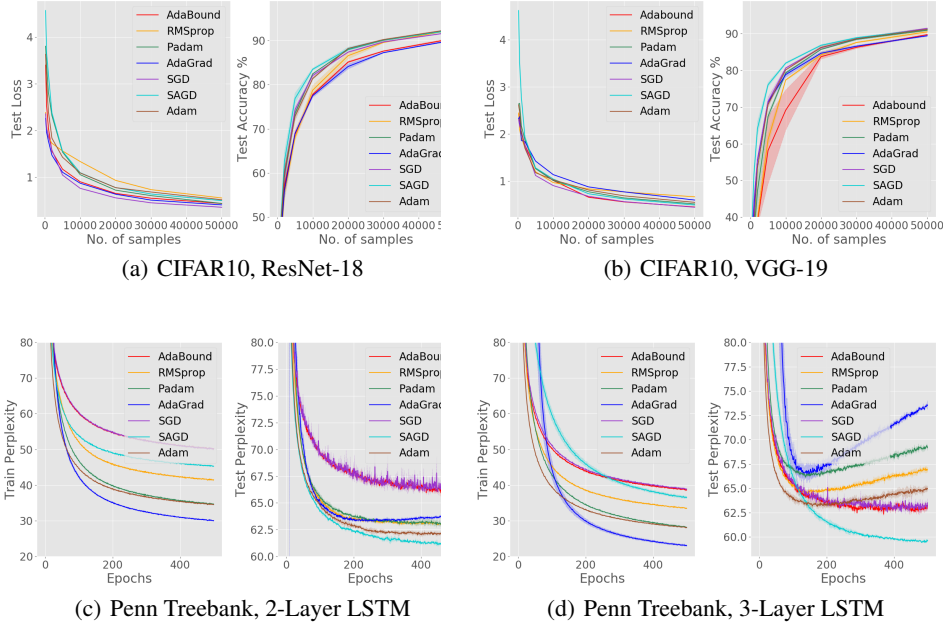 AdaBound
RMSprop
Padam
AdaGrad
SGD
SAGD
Adam
4
3
2
1
Test Loss
0 10000 20000 30000 40000 50000
No. of samples
AdaBoun
RMSprop
Padam
AdaGrad
SGD
SAGD
Adam
90
80
70
60
50
Test Accuracy %
0 10000 20000 30000 40000 5
No. of samples
(a) CIFAR10, ResNet-18
AdaBound
RMSprop
Padam
AdaGrad
SGD
SAGD
Adam
4
3
2
1
Test Loss
0 10000 20000 30000 40000 50000
No. of samples
Adabound
RMSprop
Padam
AdaGrad
SGD
SAGD
Adam
90
80
70
60
50
40
Test Accuracy %
0 10000 20000 30000 40000 50000
No. of samples
(b) CIFAR10, VGG-19
AdaBound
RMSprop
Padam
AdaGrad
SGD
SAGD
Adam
80
70
60
50
40
30
20
Train Perplexity
0 200 400
Epochs
AdaBoun
RMSprop
Padam
AdaGrad
SGD
SAGD
Adam
80.0
77.5
75.0
72.5
70.0
67.5
65.0
62.5
60.0
Test Perplexity
0 200 400
Epochs
(c) Penn Treebank, 2-Layer LSTM
AdaBound
RMSprop
Padam
AdaGrad
SGD
SAGD
Adam
80
70
60
50
40
30
20
Train Perplexity
0 200 400
Epochs
AdaBound
RMSprop
Padam
AdaGrad
SGD
SAGD
Adam
80.0
77.5
75.0
72.5
70.0
67.5
65.0
62.5
60.0
Test Perplexity
0 200 400
Epochs
(d) Penn Treebank, 3-Layer LSTM